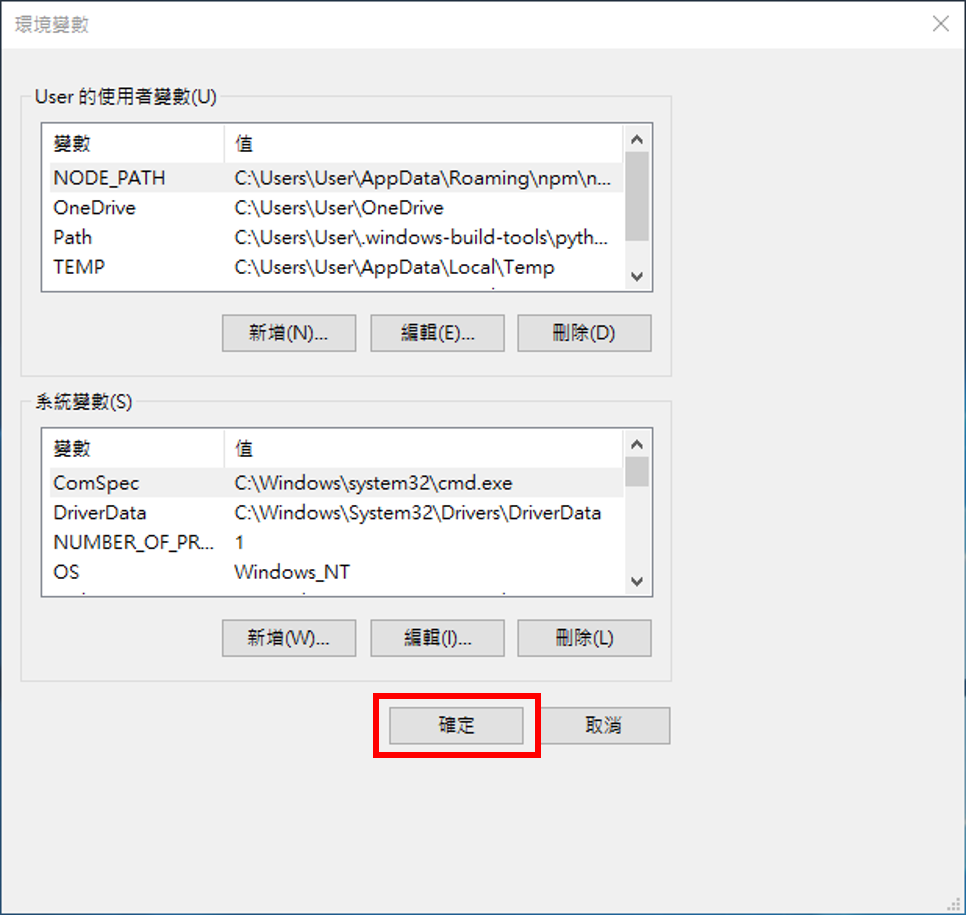 環境變數
User 的使用者變數(U)
變數 值
NODE_PATH C:\Users\User\AppData\Roaming\npm\n...
OneDrive C:\Users\User\OneDrive
Path C:\Users\User\.windows-build-tools\pyth...
TEMP C:\Users\User\AppData\Local\Temp
新增(N)... 編輯(E)... 刪除(D)
系統變數(S)
變數 值
ComSpec C:\Windows\system32\cmd.exe
DriverData C:\Windows\System32\Drivers\DriverData
NUMBER_OF_PR... 1
OS Windows_NT
新增(W)... 編輯(I)... 刪除(L)
確定 取消